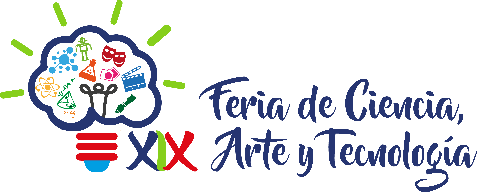 Feria de Ciencia,
XIX Arte y Tecnología